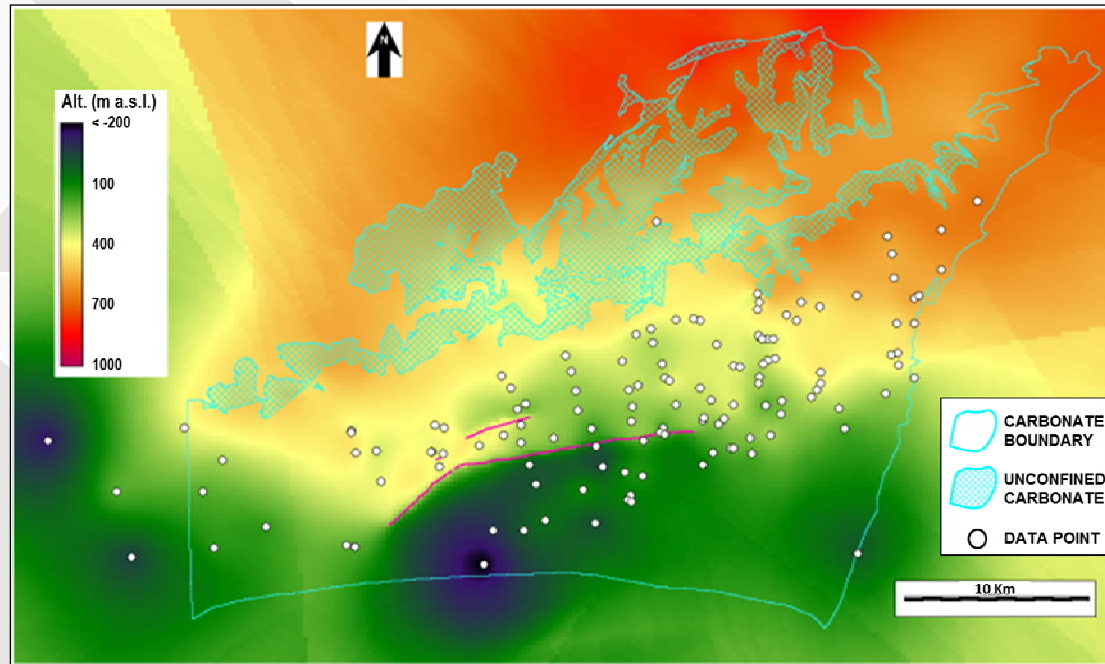 N
Alt. (m a.s.l.)
< -200
100
400
700
1000
CARBONATE
BOUNDARY
UNCONFINED
CARBONATE
DATA POINT
10 Km